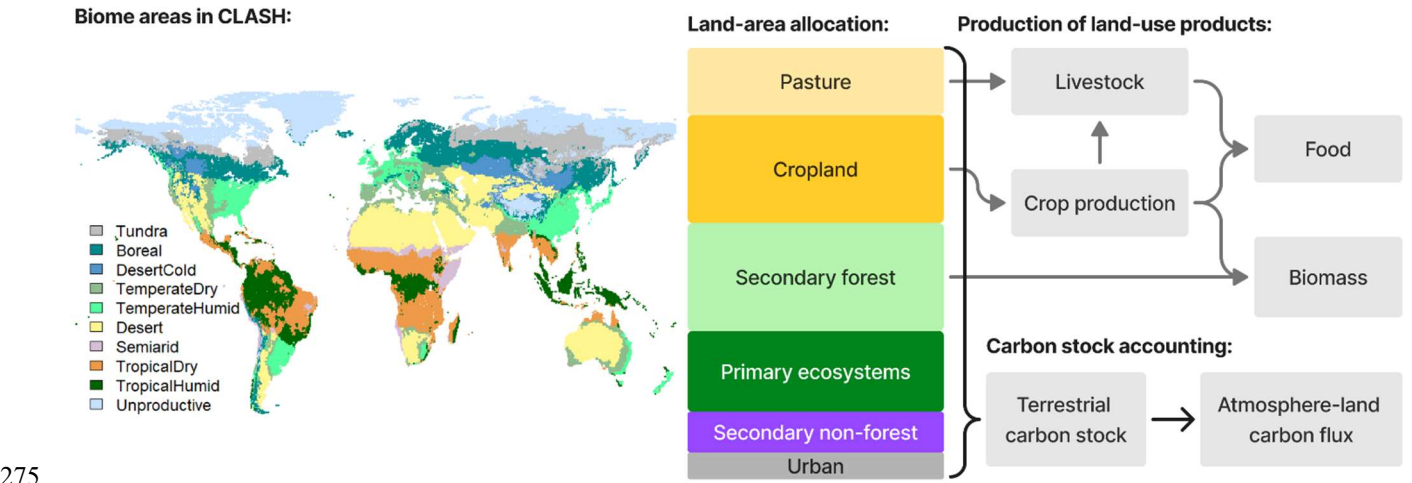 Biome areas in CLASH:
Tundra
Boreal
DesertCold
TemperateDry
TemperateHumid
Desert
Semiarid
TropicalDry
TropicalHumid
Unproductive
Land-area allocation:
Pasture
Cropland
Secondary forest
Primary ecosystems
Secondary non-forest
Urban
Production of land-use products:
Livestock
Crop production
Food
Biomass
Carbon stock accounting:
Terrestrial
carbon stock
Atmosphere-land
carbon flux
275